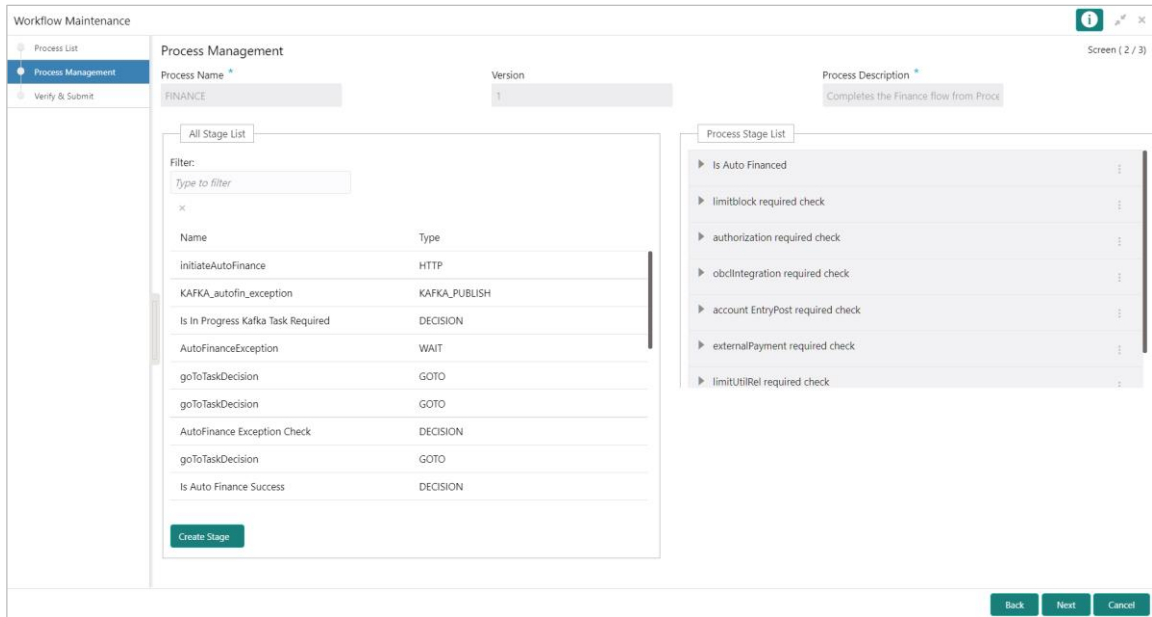 Workflow Maintenance
Process List
Process Management
Verify & Submit
Process Management
Screen ( 2 / 3)
Process Name *
Version
Process Description *
FINANCE
1
Completes the Finance flow from Proce
All Stage List
Filter:
Type to filter
Name Type
initiateAutoFinance HTTP
KAFKA_autofin_exception KAFKA_PUBLISH
Is In Progress Kafka Task Required DECISION
AutoFinanceException WAIT
goToTaskDecision GOTO
goToTaskDecision GOTO
AutoFinance Exception Check DECISION
goToTaskDecision GOTO
Is Auto Finance Success DECISION
Create Stage
Process Stage List
Is Auto Financed
limitblock required check
authorization required check
obclIntegration required check
account EntryPost required check
externalPayment required check
limitUtilRel required check
Back Next Cancel